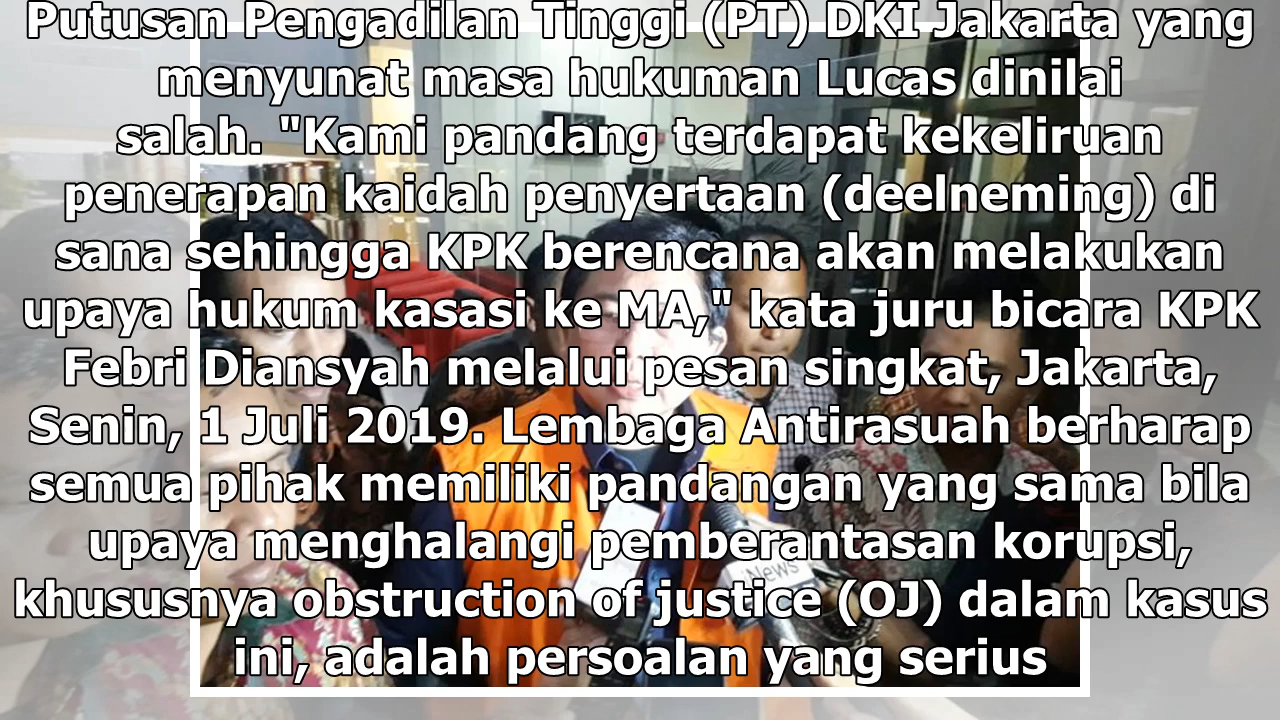 Putusan Pengadilan Tinggi (PT) DKI Jakarta yang
menyunat masa hukuman Lucas dinilai
salah. "Kami pandang terdapat kekeliruan
penerapan kaidah penyertaan (deelneming) di
sana sehingga KPK berencana akan melakukan
upaya hukum kasasi ke MA," kata juru bicara KPK
Febri Diansyah melalui pesan singkat, Jakarta,
Senin, 1 Juli 2019. Lembaga Antirasuah berharap
semua pihak memiliki pandangan yang sama bila
upaya menghalangi pemberantasan korupsi,
News
khususnya obstruction of justice (OJ) dalam kasus
ini, adalah persoalan yang serius